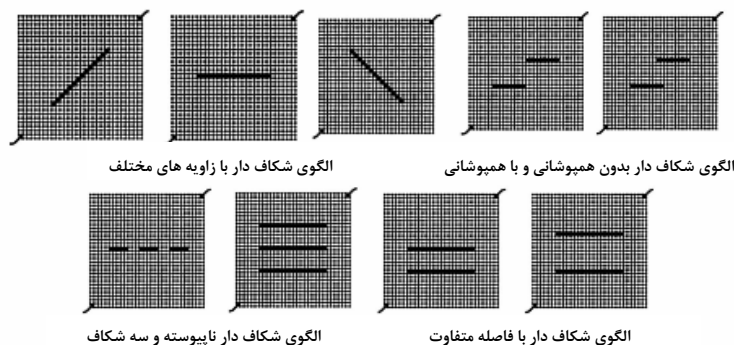 الگوی شکاف دار بدون همپوشانی و با همپوشانی
الگوی شکاف دار با زاویه های مختلف
الگوی شکاف دار با فاصله متفاوت
الگوی شکاف دار ناپیوسته و سه شکاف